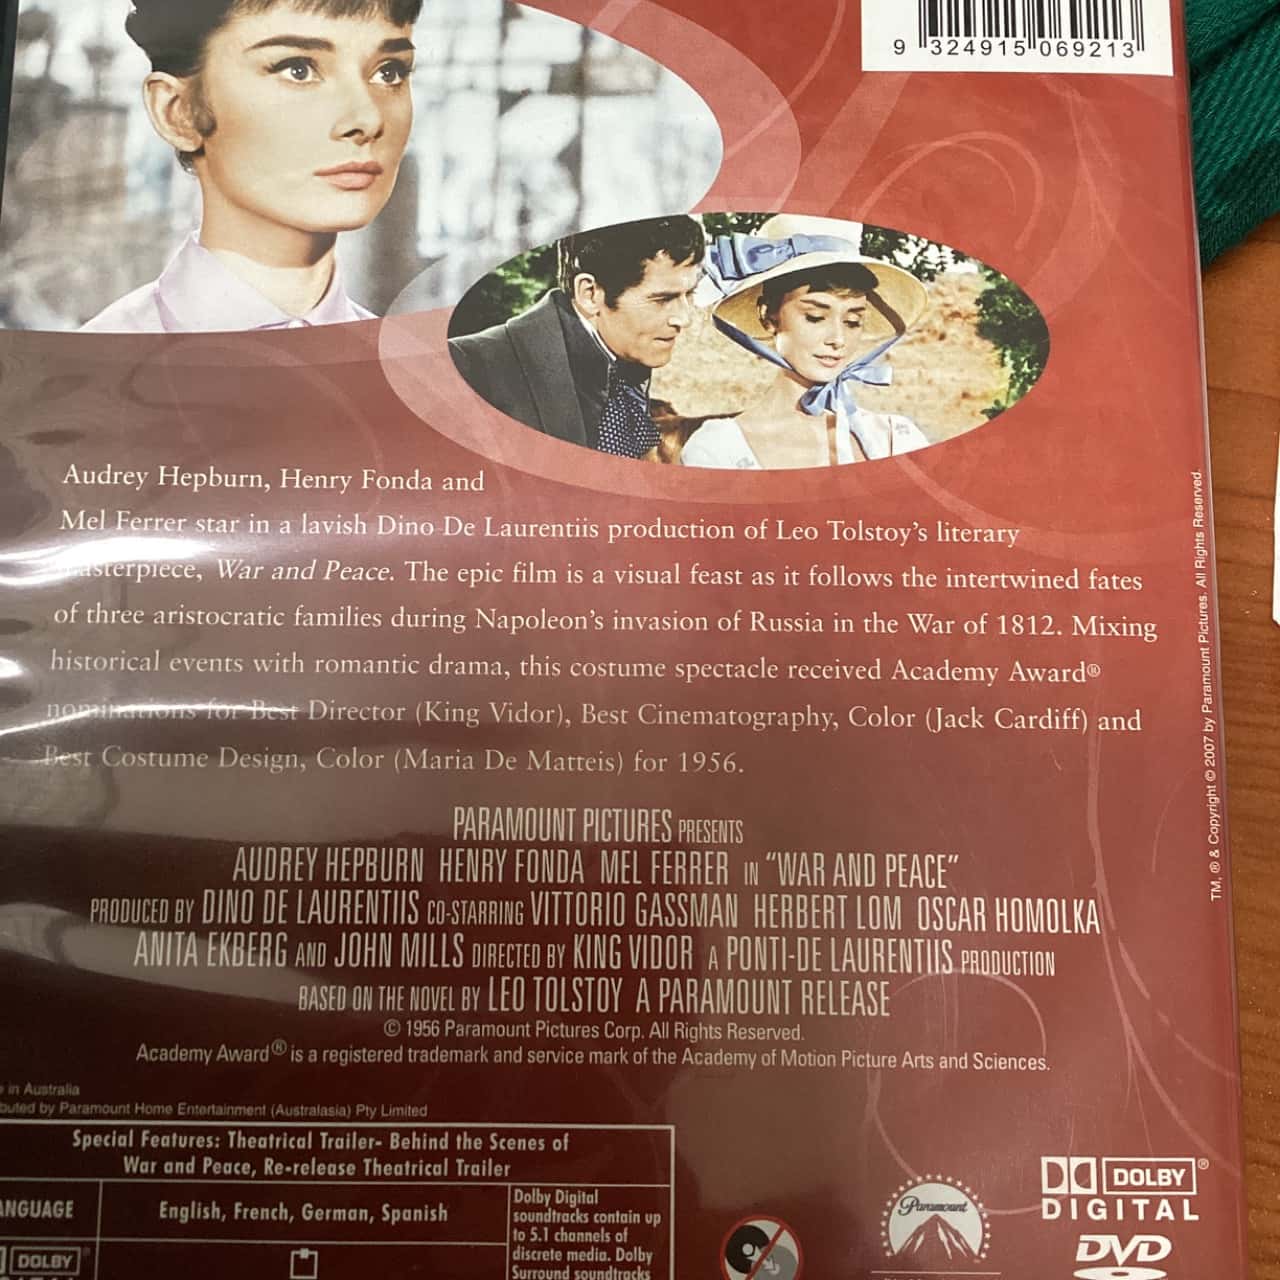 9 324915 069213
Audrey Hepburn, Henry Fonda and
Mel Ferrer star in a lavish Dino De Laurentiis production of Leo Tolstoy's literary
masterpiece, War and Peace. The epic film is a visual feast as it follows the intertwined fates
of three aristocratic families during Napoleon's invasion of Russia in the War of 1812. Mixing
historical events with romantic drama, this costume spectacle received Academy Award®
nominations for Best Director (King Vidor), Best Cinematography, Color (Jack Cardiff) and
Best Costume Design, Color (Maria De Matteis) for 1956.
PARAMOUNT PICTURES PRESENTS
AUDREY HEPBURN HENRY FONDA MEL FERRER IN "WAR AND PEACE"
PRODUCED BY DINO DE LAURENTIIS CO-STARRING VITTORIO GASSMAN HERBERT LOM OSCAR HOMOLKA
ANITA EKBERG AND JOHN MILLS DIRECTED BY KING VIDOR A PONTI-DE LAURENTIIS PRODUCTION
BASED ON THE NOVEL BY LEO TOLSTOY A PARAMOUNT RELEASE
© 1956 Paramount Pictures Corp. All Rights Reserved.
Academy Award® is a registered trademark and service mark of the Academy of Motion Picture Arts and Sciences.
TM, ® & Copyright © 2007 by Paramount Pictures. All Rights Reserved.
in Australia
buted by Paramount Home Entertainment (Australasia) Pty Limited
Special Features: Theatrical Trailer- Behind the Scenes of
War and Peace, Re-release Theatrical Trailer
ANGUAGE
English, French, German, Spanish
Dolby Digital
soundtracks contain up
to 5.1 channels of
discrete media. Dolby
Surround soundtracks
DOLBY
Paramount
DOLBY®
DIGITAL
DVD